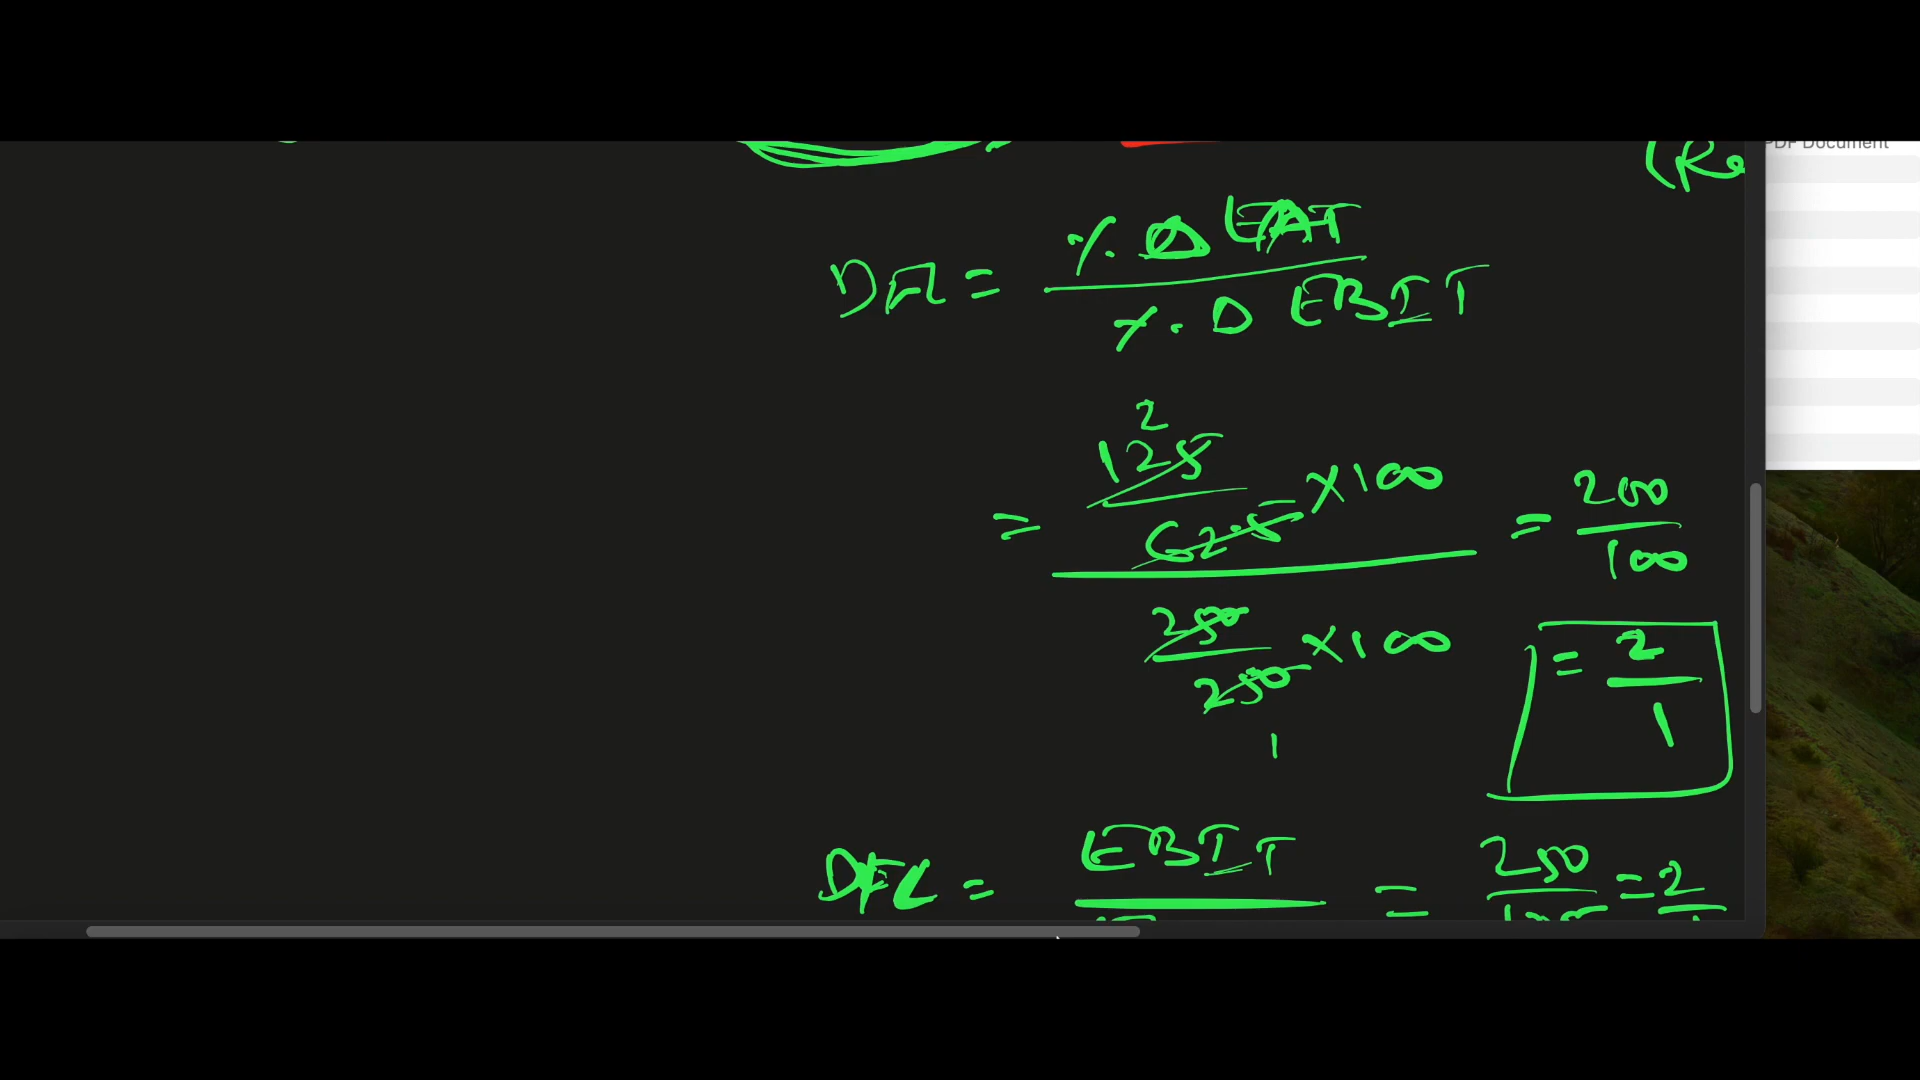 PDF Document
(Re
DFL = % Δ EAT
% Δ EBIT
2
= 125 / 62.5 × 100 = 200 / 100
250 / 250 × 100
1
= 2 / 1
DFL = EBIT = 250 = 2